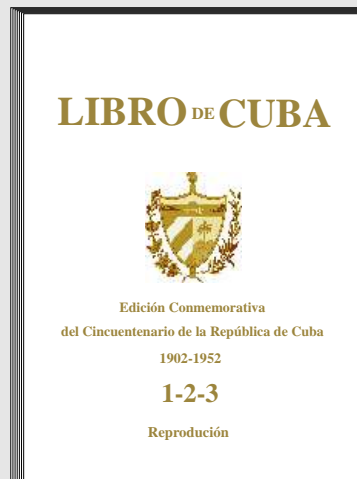 LIBRO DE CUBA
Edición Conmemorativa
del Cincuentenario de la República de Cuba
1902-1952
1-2-3
Reprodución